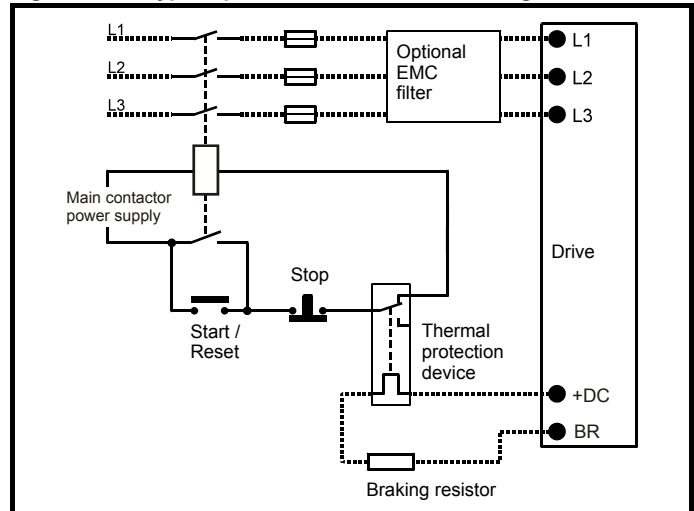 L1
L2
L3
Optional
EMC
filter
L1
L2
L3
Main contactor
power supply
Drive
Stop
Start /
Reset
Thermal
protection
device
+DC
BR
Braking resistor